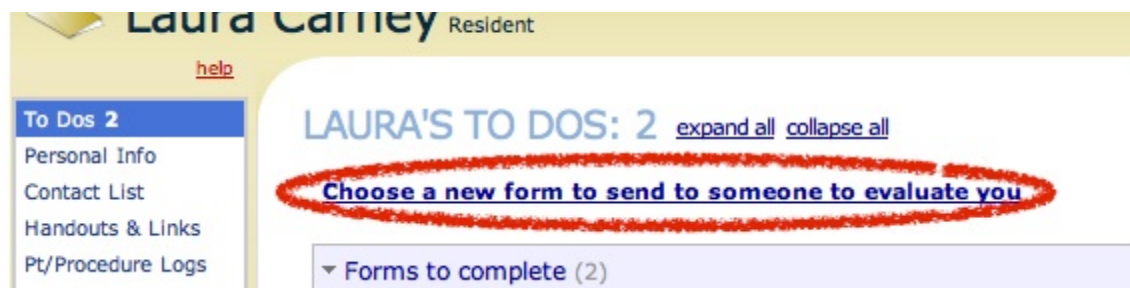 Laura Carney Resident
help
To Dos 2
Personal Info
Contact List
Handouts & Links
Pt/Procedure Logs
LAURA'S TO DOS: 2 expand all collapse all
Choose a new form to send to someone to evaluate you
Forms to complete (2)